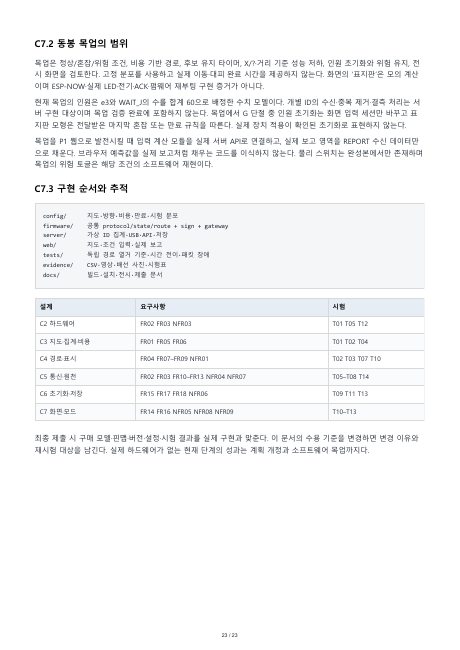 C7.2 동봉 목업의 범위
목업은 정상/혼잡/위험 조건, 비용 기반 경로, 후보 유지 타이머, X/?·거리 기준 성능 저하, 인원 초기화와 위험 유지, 전
시 화면을 검토한다. 고정 분포를 사용하고 실제 이동·대피 완료 시간을 제공하지 않는다. 화면의 '표지판'은 모의 계산
이며 ESP-NOW·실제 LED·전기·ACK·펌웨어 재부팅 구현 증거가 아니다.
현재 목업의 인원은 e3와 WAIT_J의 수를 합계 60으로 배정한 수치 모델이다. 개별 ID의 수신·중복 제거·결측 처리는 서
버 구현 대상이며 목업 검증 완료에 포함하지 않는다. 목업에서 G 단절 중 인원 초기화는 화면 입력 세션만 바꾸고 표
지판 모형은 전달받은 마지막 혼잡 또는 만료 규칙을 따른다. 실제 장치 적용이 확인된 초기화로 표현하지 않는다.
목업을 P1 웹으로 발전시킬 때 입력 계산 모듈을 실제 서버 API로 연결하고, 실제 보고 영역을 REPORT 수신 데이터만
으로 채운다. 브라우저 예측값을 실제 보고처럼 채우는 코드를 이식하지 않는다. 물리 스위치는 완성본에서만 존재하며
목업의 위험 토글은 해당 조건의 소프트웨어 재현이다.
C7.3 구현 순서와 추적
config/ 지도·방향·비용·만료·시험 분포
firmware/ 공통 protocol/state/route + sign + gateway
server/ 가상 ID 집계·USB·API·저장
web/ 지도·조건 입력·실제 보고
tests/ 독립 경로 열거 기준·시간 전이·패킷 장애
evidence/ CSV·영상·배선 사진·시험표
docs/ 빌드·설치·전시·제출 문서
설계 요구사항 시험
C2 하드웨어 FR02 FR03 NFR03 T01 T05 T12
C3 지도·집계·비용 FR01 FR05 FR06 T01 T02 T04
C4 경로·표시 FR04 FR07–FR09 NFR01 T02 T03 T07 T10
C5 통신·원천 FR02 FR03 FR10–FR13 NFR04 NFR07 T05–T08 T14
C6 초기화·저장 FR15 FR17 FR18 NFR06 T09 T11 T13
C7 화면·모드 FR14 FR16 NFR05 NFR08 NFR09 T10–T13
최종 제출 시 구매 모델·핀맵·버전·설정·시험 결과를 실제 구현과 맞춘다. 이 문서의 수용 기준을 변경하면 변경 이유와
재시험 대상을 남긴다. 실제 하드웨어가 없는 현재 단계의 성과는 계획 개정과 소프트웨어 목업까지다.
23 / 23